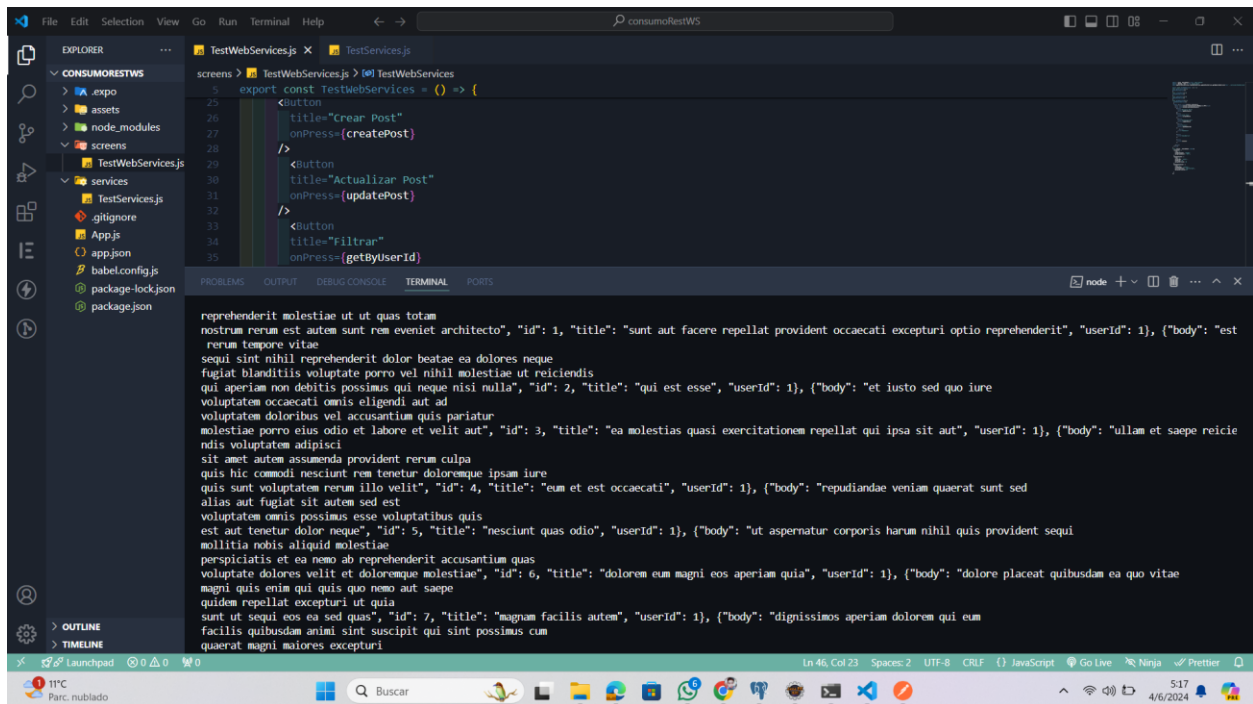 File Edit Selection View Go Run Terminal Help
consumoRestWS
EXPLORER
TestWebServices.js
TestServices.js
CONSUMORESTWS
.expo
assets
node_modules
screens
TestWebServices.js
services
TestServices.js
.gitignore
App.js
app.json
babel.config.js
package-lock.json
package.json
OUTLINE
TIMELINE
screens > TestWebServices.js > TestWebServices
5 export const TestWebServices = () => {
25 <Button
26 title="Crear Post"
27 onPress={createPost}
28 />
29 <Button
30 title="Actualizar Post"
31 onPress={updatePost}
32 />
33 <Button
34 title="Filtrar"
35 onPress={getByUserId}
PROBLEMS OUTPUT DEBUG CONSOLE TERMINAL PORTS
node
reprehenderit molestiae ut ut quas totam
nostrum rerum est autem sunt rem eveniet architecto", "id": 1, "title": "sunt aut facere repellat provident occaecati excepturi optio reprehenderit", "userId": 1}, {"body": "est
rerum tempore vitae
sequi sint nihil reprehenderit dolor beatae ea dolores neque
fugiat blanditiis voluptate porro vel nihil molestiae ut reiciendis
qui aperiam non debitis possimus qui neque nisi nulla", "id": 2, "title": "qui est esse", "userId": 1}, {"body": "et iusto sed quo iure
voluptatem occaecati omnis eligendi aut ad
voluptatem doloribus vel accusantium quis pariatur
molestiae porro eius odio et labore et velit aut", "id": 3, "title": "ea molestias quasi exercitationem repellat qui ipsa sit aut", "userId": 1}, {"body": "ullam et saepe reicie
ndis voluptatem adipisci
sit amet autem assumenda provident rerum culpa
quis hic commodi nesciunt rem tenetur doloremque ipsam iure
quis sunt voluptatem rerum illo velit", "id": 4, "title": "eum et est occaecati", "userId": 1}, {"body": "repudiandae veniam quaerat sunt sed
alias aut fugiat sit autem sed est
voluptatem omnis possimus esse voluptatibus quis
est aut tenetur dolor neque", "id": 5, "title": "nesciunt quas odio", "userId": 1}, {"body": "ut aspernatur corporis harum nihil quis provident sequi
mollitia nobis aliquid molestiae
perspiciatis et ea nemo ab reprehenderit accusantium quas
voluptate dolores velit et doloremque molestiae", "id": 6, "title": "dolorem eum magni eos aperiam quia", "userId": 1}, {"body": "dolore placeat quibusdam ea quo vitae
magni quis enim qui quis quo nemo aut saepe
quidem repellat excepturi ut quia
sunt ut sequi eos ea sed quas", "id": 7, "title": "magnam facilis autem", "userId": 1}, {"body": "dignissimos aperiam dolorem qui eum
facilis quibusdam animi sint suscipit qui sint possimus cum
quaerat magni maiores excepturi
Launchpad 0 0 0 Ln 46, Col 23 Spaces: 2 UTF-8 CRLF {} JavaScript Go Live Ninja Prettier
1 11°C
Parc. nublado
Buscar
6
5:17
4/6/2024